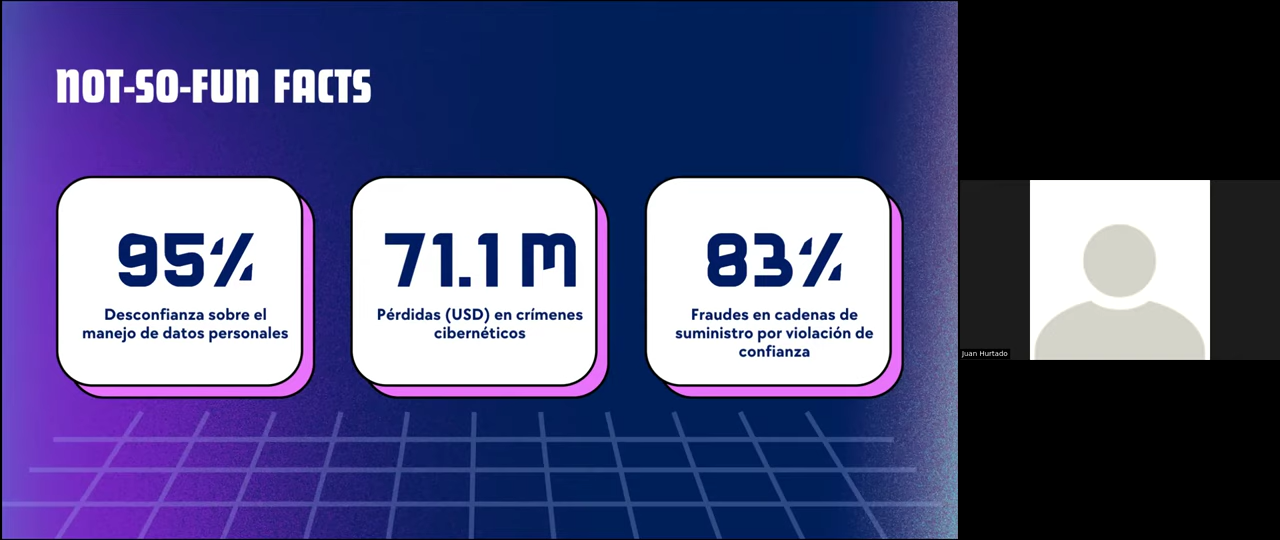 NOT-SO-FUN FACTS
95%
Desconfianza sobre el
manejo de datos personales
71.1 M
Pérdidas (USD) en crímenes
cibernéticos
83%
Fraudes en cadenas de
suministro por violación de
confianza
Juan Hurtado